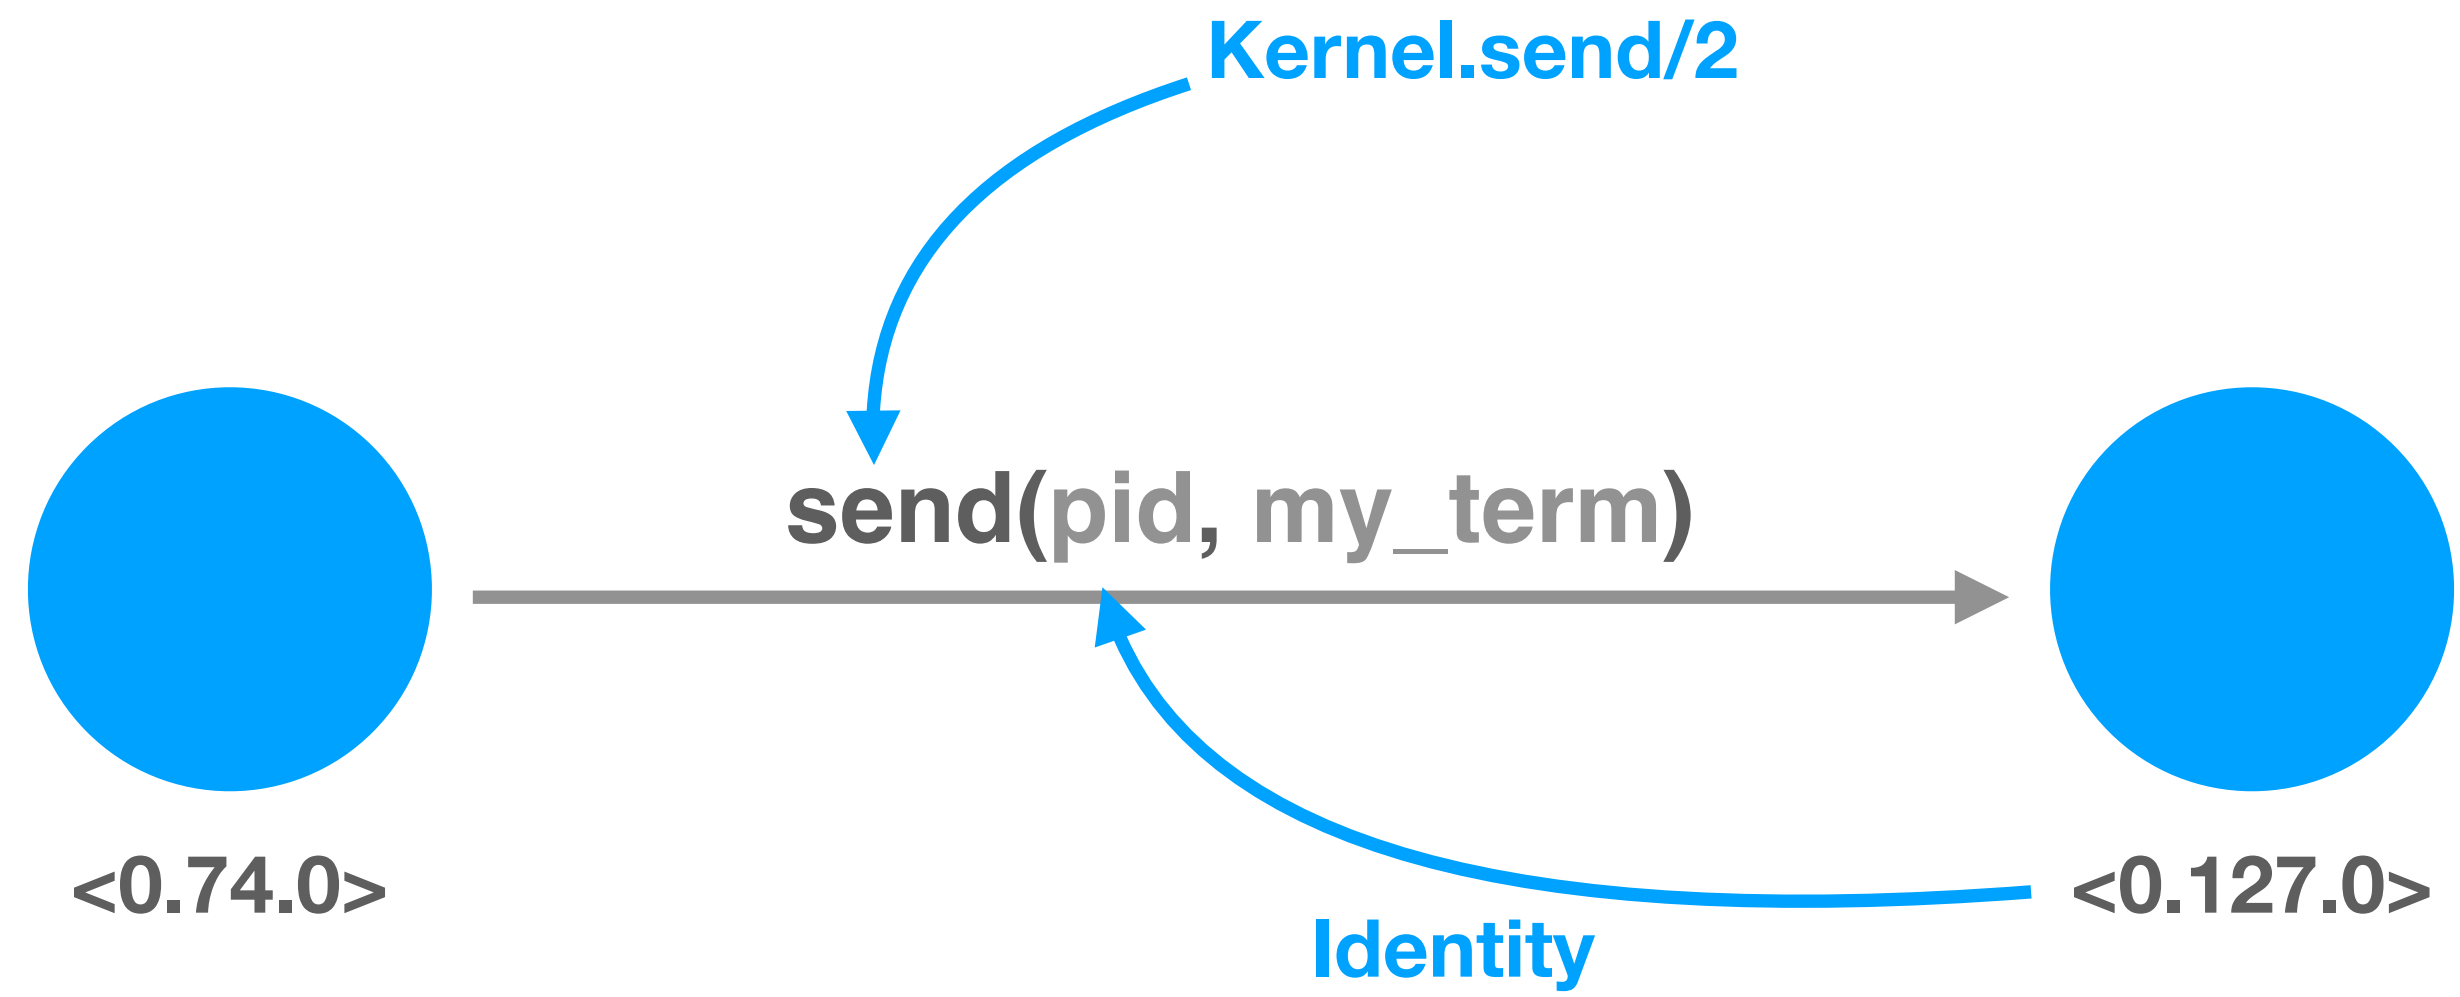 Kernel.send/2
send(pid, my_term)
<0.74.0>
<0.127.0>
Identity